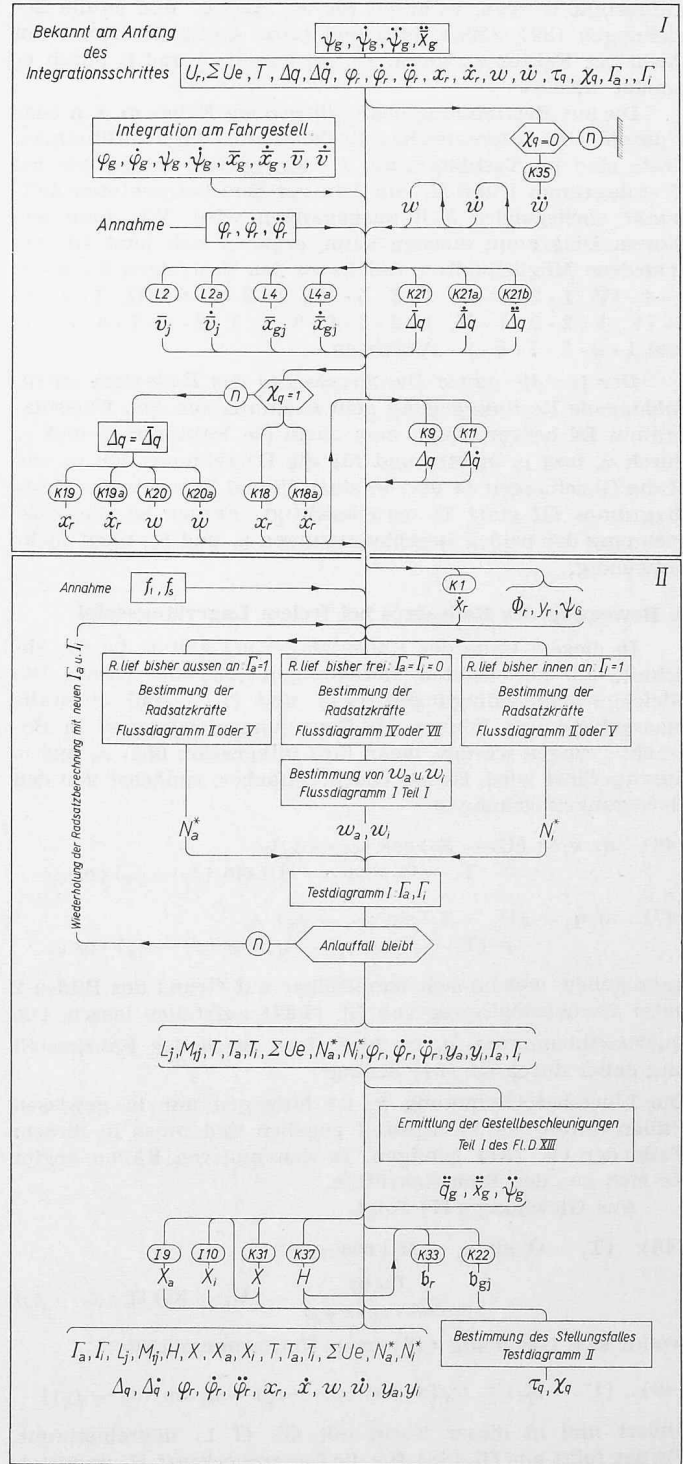 I
Bekannt am Anfang
des
Integrationsschrittes
ψg, ψ̇g, ψ̈g, ẍ̄g
Ur, ΣUe, T, Δq, Δq̇, φr, φ̇r, φ̈r, xr, ẋr, w, ẇ, τq, χq, Γa, Γi
Integration am Fahrgestell
φg, φ̇g, ψg, ψ̇g, x̄g, ẋ̄g, v̄, v̄̇
χq=0
n
K35
w ẇ ẅ
Annahme
φr, φ̇r, φ̈r
L2 L2a L4 L4a K21 K21a K21b
v̄j v̄̇j x̄gj ẋ̄gj Δ̄q Δ̄̇q Δ̄̈q
n
χq=1
Δq = Δ̄q
K9 K11
Δq Δq̇
K19 K19a K20 K20a K18 K18a
xr ẋr w ẇ xr ẋr
II
Annahme
f1, fs
K1
ẋr
Φr, yr, ψG
R. lief bisher aussen an: Γa=1
Bestimmung der
Radsatzkräfte
Flussdiagramm II oder V
R. lief bisher frei: Γa=Γi=0
Bestimmung der
Radsatzkräfte
Flussdiagramm IV oder VII
R. lief bisher innen an: Γi=1
Bestimmung der
Radsatzkräfte
Flussdiagramm II oder V
Wiederholung der Radsatzberechnung mit neuen Γa u. Γi
Bestimmung von wa u. wi
Flussdiagramm I Teil I
Na* wa, wi Ni*
Testdiagramm I: Γa, Γi
n
Anlauffall bleibt
Lj, M1j, T, Ta, Ti, ΣUe, Na*, Ni*, φr, φ̇r, φ̈r, ya, yi, Γa, Γi
Ermittlung der Gestellbeschleunigungen
Teil I des Fl.D. XIII
q̈̄g, ẍ̄g, ψ̈g
I9 I10 K31 K37 K33 K22
Xa Xi X H br bgj
Γa, Γi, Lj, M1j, H, X, Xa, Xi, T, Ta, Ti, ΣUe, Na*, Ni*
Δq, Δq̇, φr, φ̇r, φ̈r, xr, ẋ, w, ẇ, ya, yi
Bestimmung des Stellungsfalles
Testdiagramm II
τq, χq